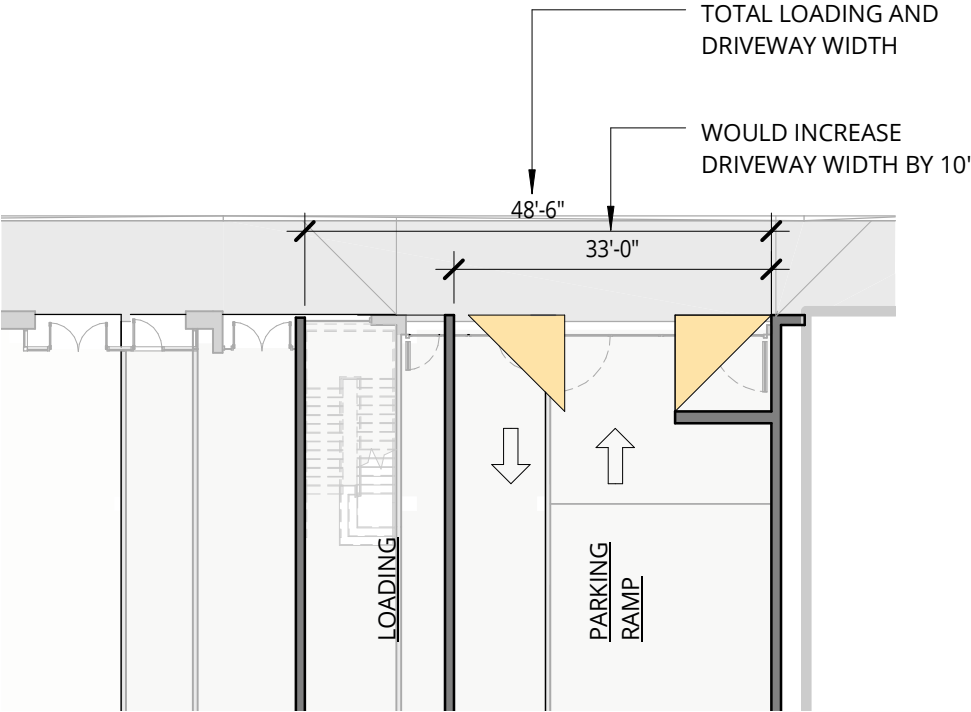 TOTAL LOADING AND
DRIVEWAY WIDTH
WOULD INCREASE
DRIVEWAY WIDTH BY 10'
48'-6"
33'-0"
LOADING
PARKING
RAMP